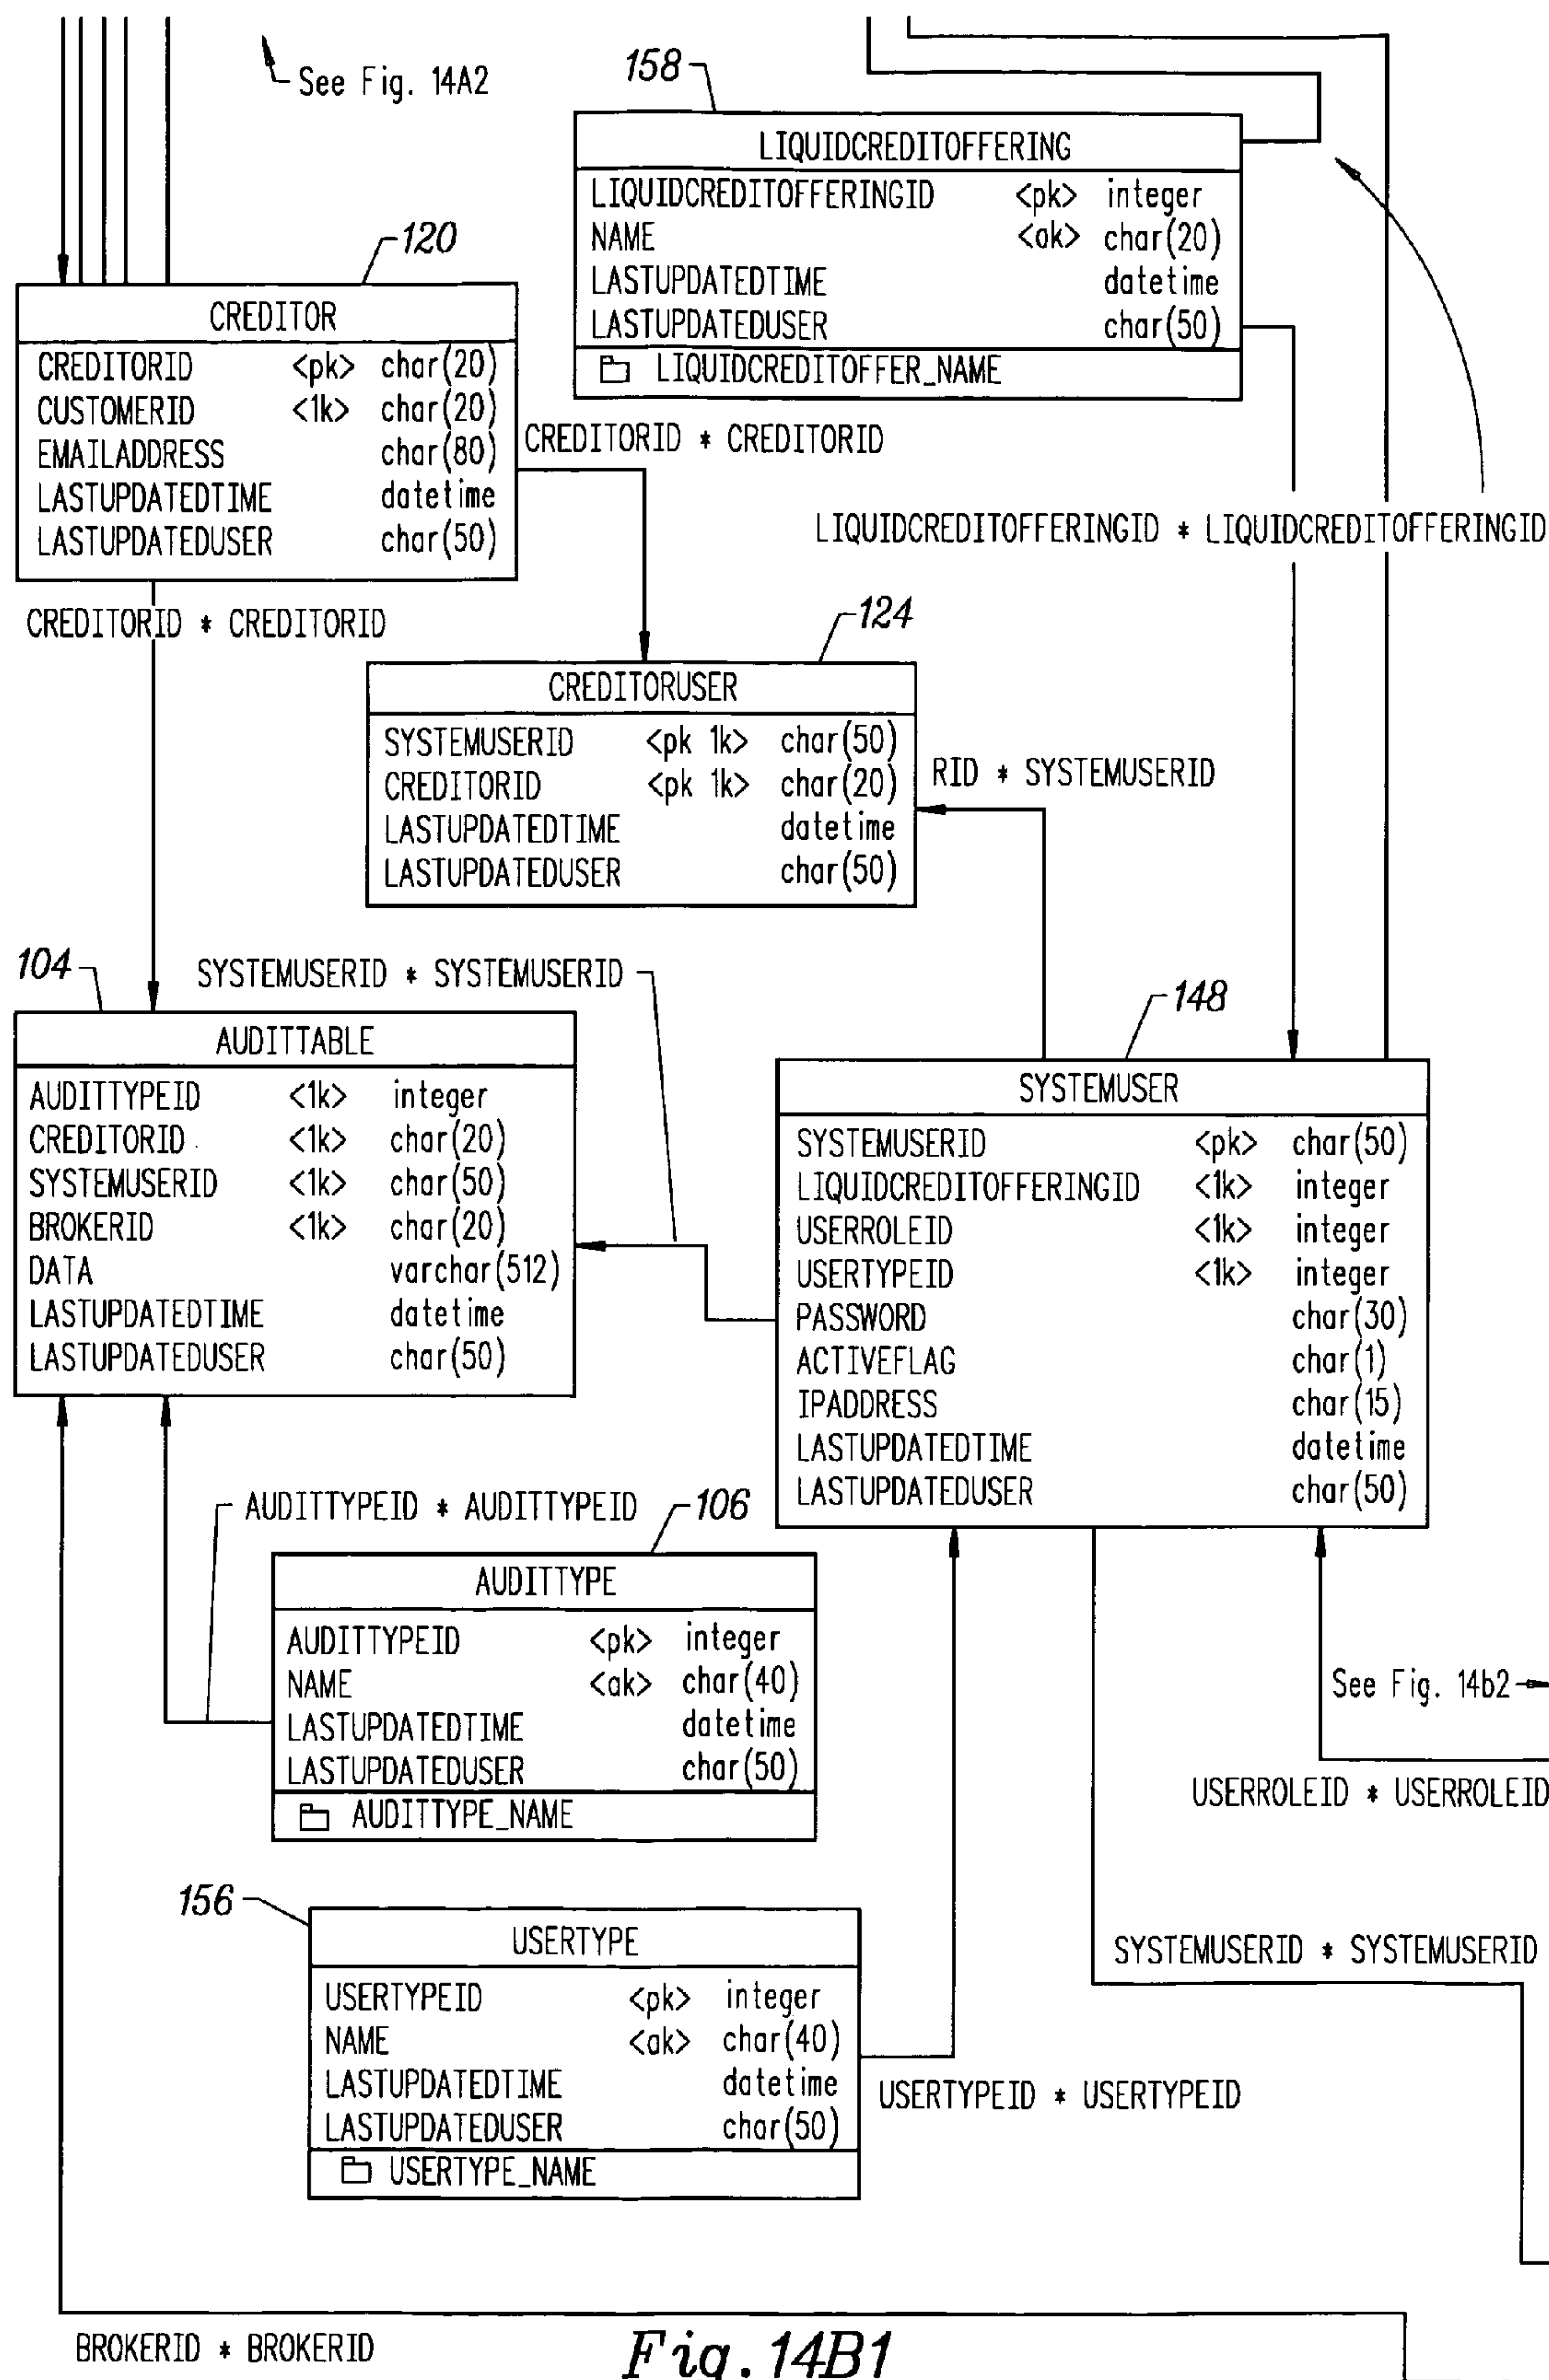 See Fig. 14A2
158
LIQUIDCREDITOFFERING
LIQUIDCREDITOFFERINGID <pk> integer
NAME <ak> char(20)
LASTUPDATEDTIME datetime
LASTUPDATEDUSER char(50)
LIQUIDCREDITOFFER_NAME
120
CREDITOR
CREDITORID <pk> char(20)
CUSTOMERID <1k> char(20)
EMAILADDRESS char(80)
LASTUPDATEDTIME datetime
LASTUPDATEDUSER char(50)
CREDITORID * CREDITORID
LIQUIDCREDITOFFERINGID * LIQUIDCREDITOFFERINGID
CREDITORID * CREDITORID
124
CREDITORUSER
SYSTEMUSERID <pk 1k> char(50)
CREDITORID <pk 1k> char(20)
LASTUPDATEDTIME datetime
LASTUPDATEDUSER char(50)
RID * SYSTEMUSERID
104
SYSTEMUSERID * SYSTEMUSERID
AUDITTABLE
AUDITTYPEID <1k> integer
CREDITORID <1k> char(20)
SYSTEMUSERID <1k> char(50)
BROKERID <1k> char(20)
DATA varchar(512)
LASTUPDATEDTIME datetime
LASTUPDATEDUSER char(50)
148
SYSTEMUSER
SYSTEMUSERID <pk> char(50)
LIQUIDCREDITOFFERINGID <1k> integer
USERROLEID <1k> integer
USERTYPEID <1k> integer
PASSWORD char(30)
ACTIVEFLAG char(1)
IPADDRESS char(15)
LASTUPDATEDTIME datetime
LASTUPDATEDUSER char(50)
AUDITTYPEID * AUDITTYPEID
106
AUDITTYPE
AUDITTYPEID <pk> integer
NAME <ak> char(40)
LASTUPDATEDTIME datetime
LASTUPDATEDUSER char(50)
AUDITTYPE_NAME
See Fig. 14b2
USERROLEID * USERROLEID
156
USERTYPE
USERTYPEID <pk> integer
NAME <ak> char(40)
LASTUPDATEDTIME datetime
LASTUPDATEDUSER char(50)
USERTYPE_NAME
SYSTEMUSERID * SYSTEMUSERID
USERTYPEID * USERTYPEID
BROKERID * BROKERID
Fig. 14B1